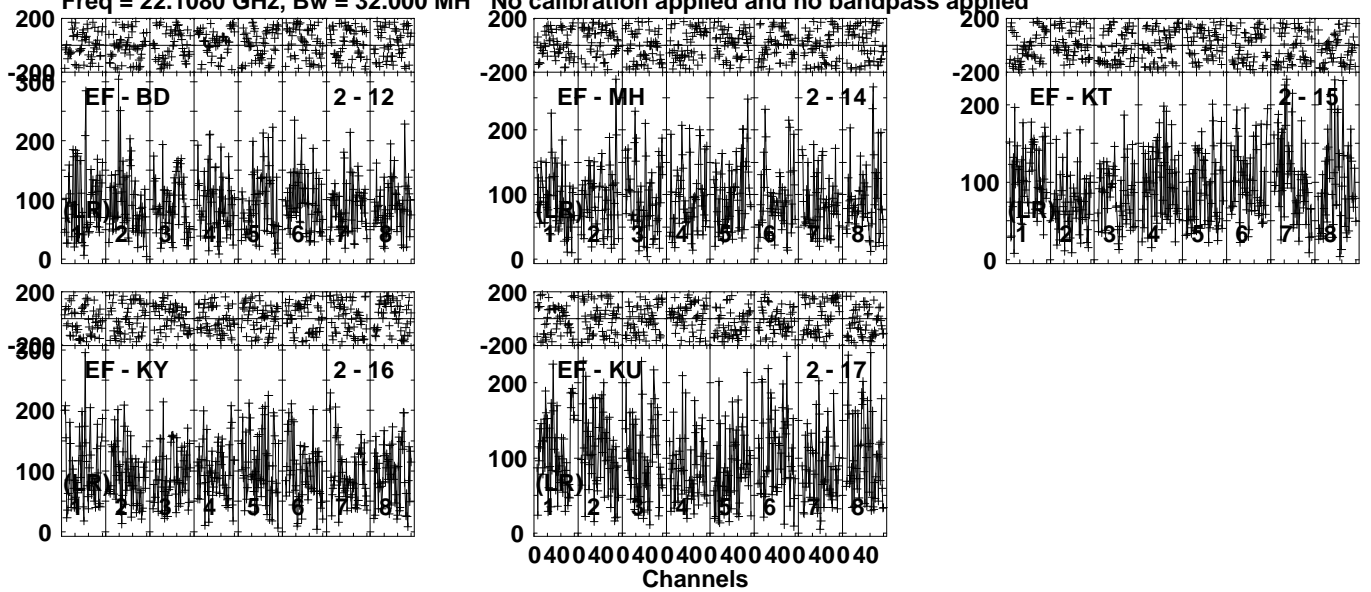 Freq = 22.1080 GHz, Bw = 32.000 MH No calibration applied and no bandpass applied
200
-200
300
200
100
0
EF - BD
2 - 12
(LR)
1 2 3 4 5 6 7 8
200
-200
200
100
0
EF - MH
2 - 14
(LR)
1 2 3 4 5 6 7 8
200
-200
200
100
0
EF - KT
2 - 15
(LR)
1 2 3 4 5 6 7 8
200
-200
300
200
100
0
EF - KY
2 - 16
(LR)
1 2 3 4 5 6 7 8
200
-200
200
100
0
EF - KU
2 - 17
(LR)
1 2 3 4 5 6 7 8
0 40 0 40 0 40 0 40 0 40 0 40 0 40 0 40
Channels